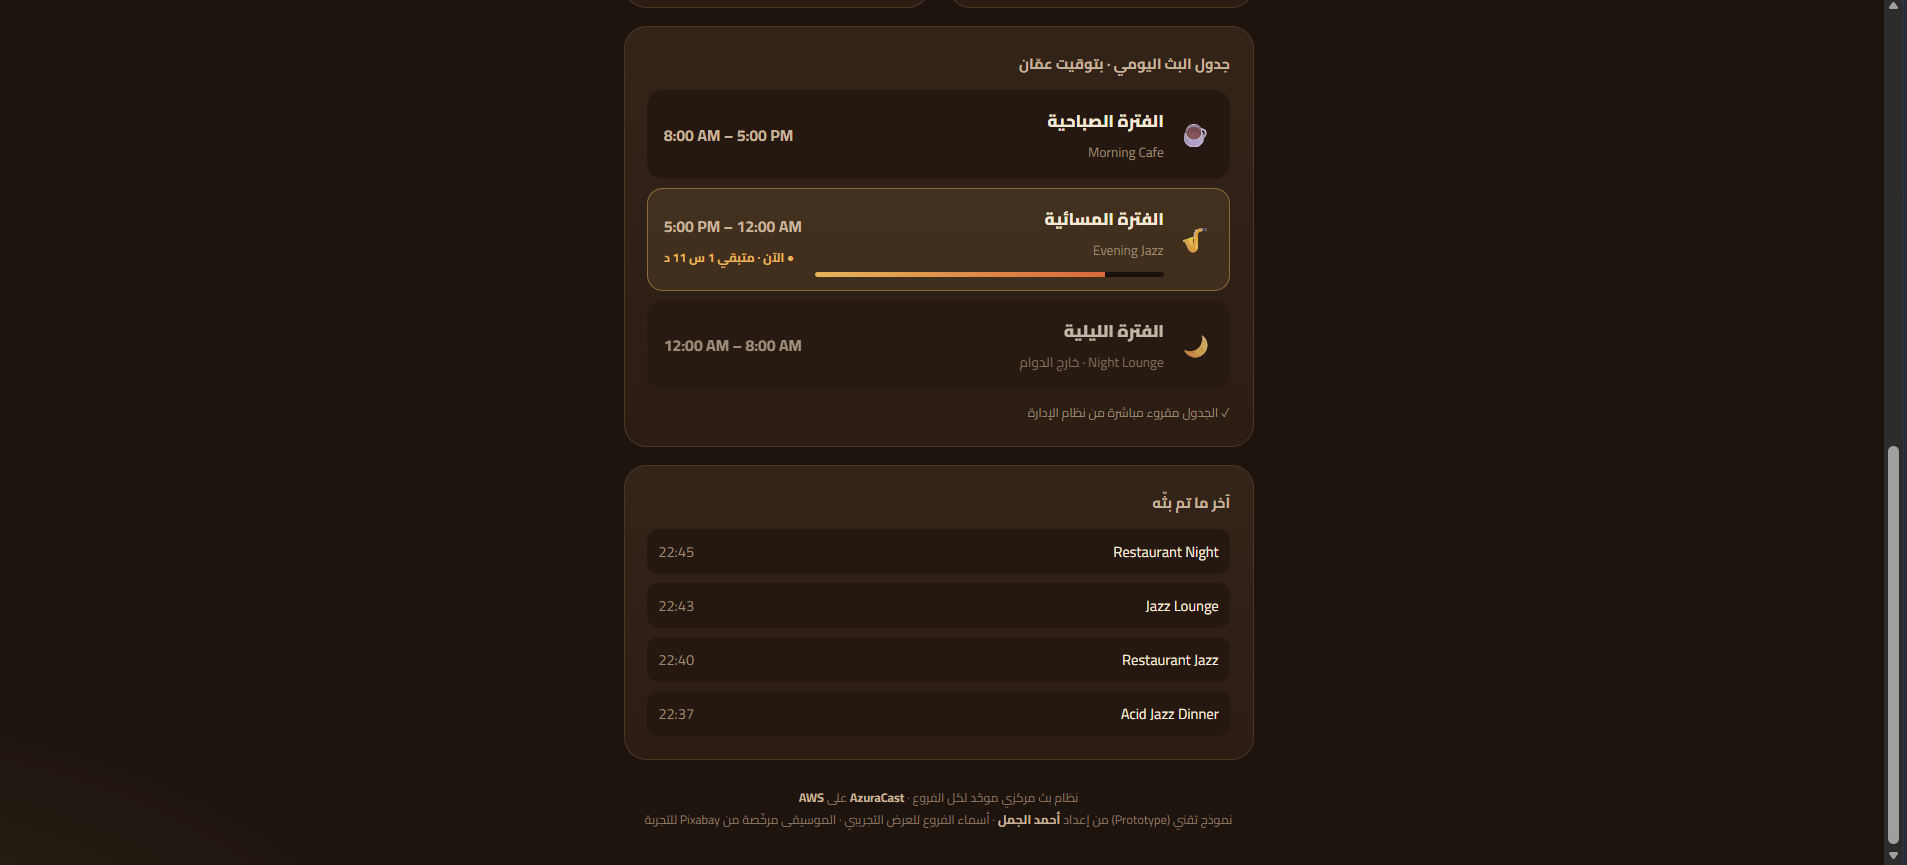 جدول البث اليومي · بتوقيت عمّان
الفترة الصباحية
Morning Cafe
8:00 AM – 5:00 PM
الفترة المسائية
Evening Jazz
5:00 PM – 12:00 AM
● الآن · متبقي 1 س 11 د
الفترة الليلية
Night Lounge · خارج الدوام
12:00 AM – 8:00 AM
✓ الجدول مقروء مباشرة من نظام الإدارة
آخر ما تم بثّه
Restaurant Night 22:45
Jazz Lounge 22:43
Restaurant Jazz 22:40
Acid Jazz Dinner 22:37
نظام بث مركزي موحّد لكل الفروع · AzuraCast على AWS
نموذج تقني (Prototype) من إعداد أحمد الجمل · أسماء الفروع للعرض التجريبي · الموسيقى مرخّصة من Pixabay للتجربة